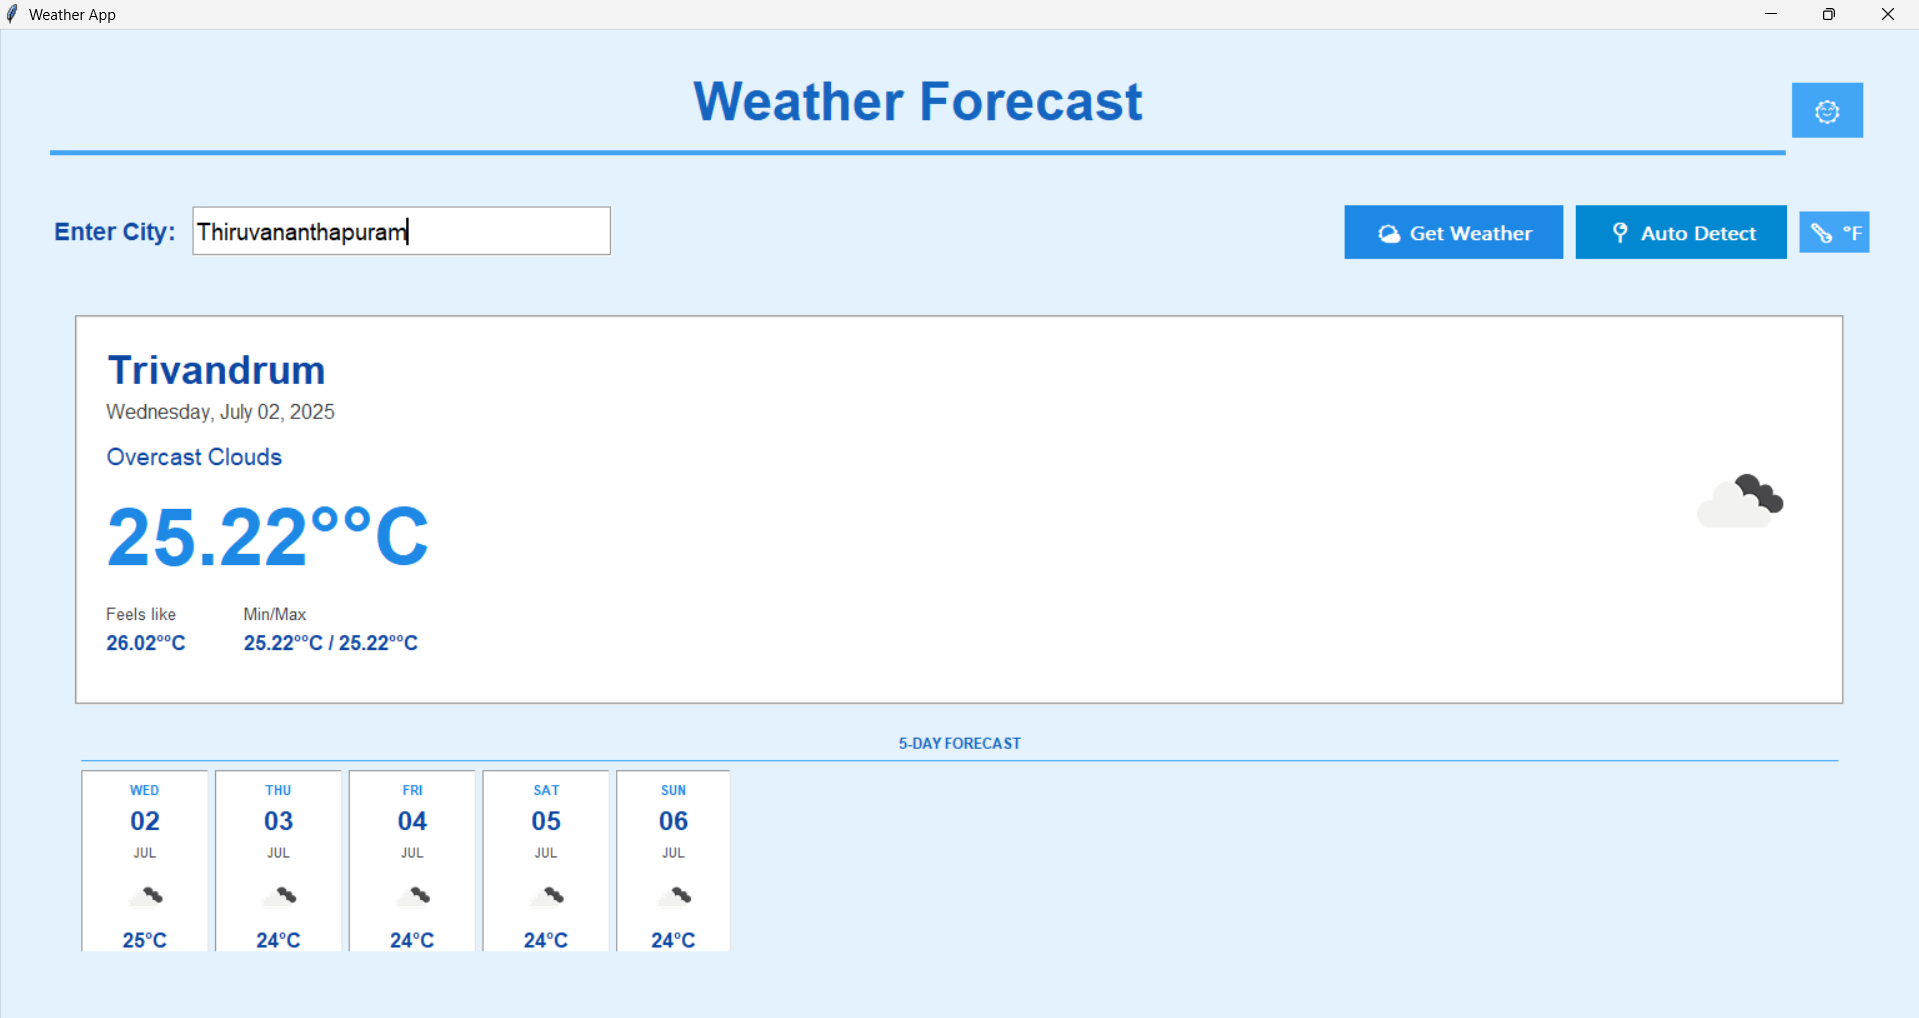 Weather App
Weather Forecast
Enter City: Thiruvananthapuram Get Weather Auto Detect °F
Trivandrum
Wednesday, July 02, 2025
Overcast Clouds
25.22°°C
Feels like Min/Max
26.02°°C 25.22°°C / 25.22°°C
5-DAY FORECAST
WED THU FRI SAT SUN
02 03 04 05 06
JUL JUL JUL JUL JUL
25°C 24°C 24°C 24°C 24°C